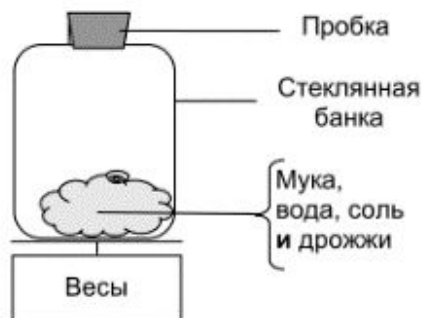 Пробка
Стеклянная
банка
Мука,
вода, соль
и дрожжи
Весы